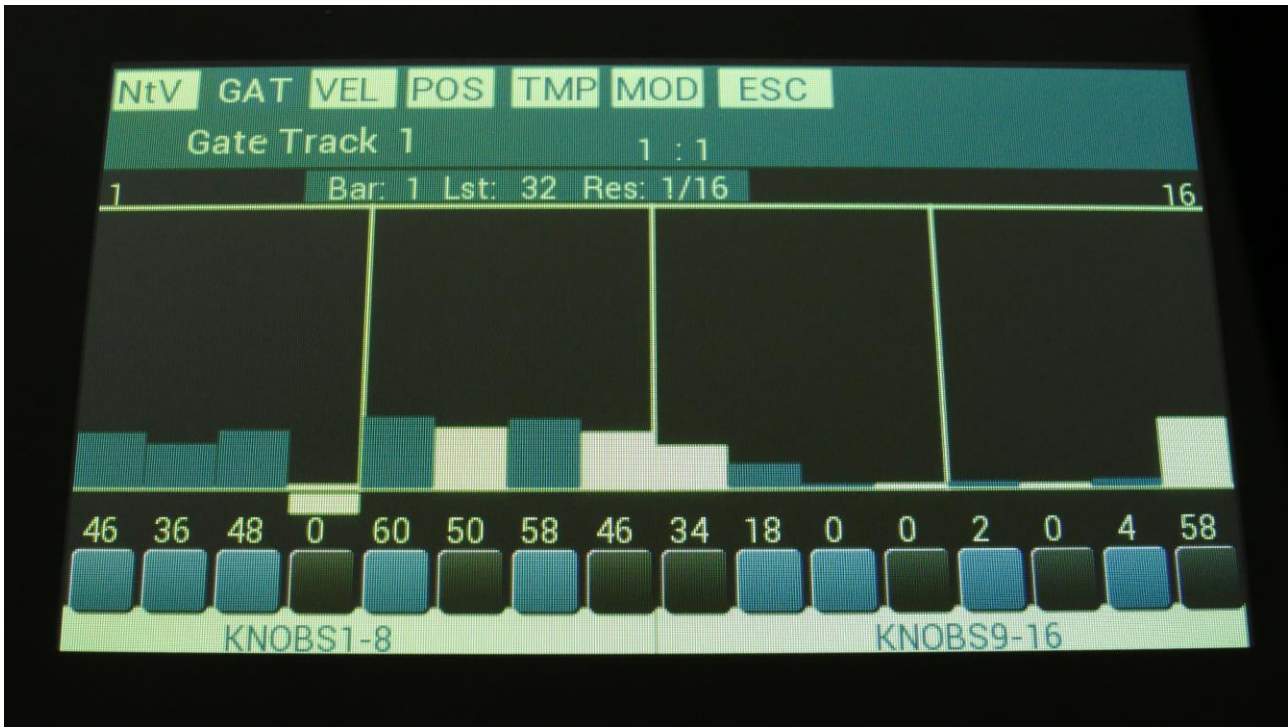 NtV GAT VEL POS TMP MOD ESC
Gate Track 1 1 : 1
1 Bar: 1 Lst: 32 Res: 1/16 16
46 36 48 0 60 50 58 46 34 18 0 0 2 0 4 58
KNOBS1-8 KNOBS9-16